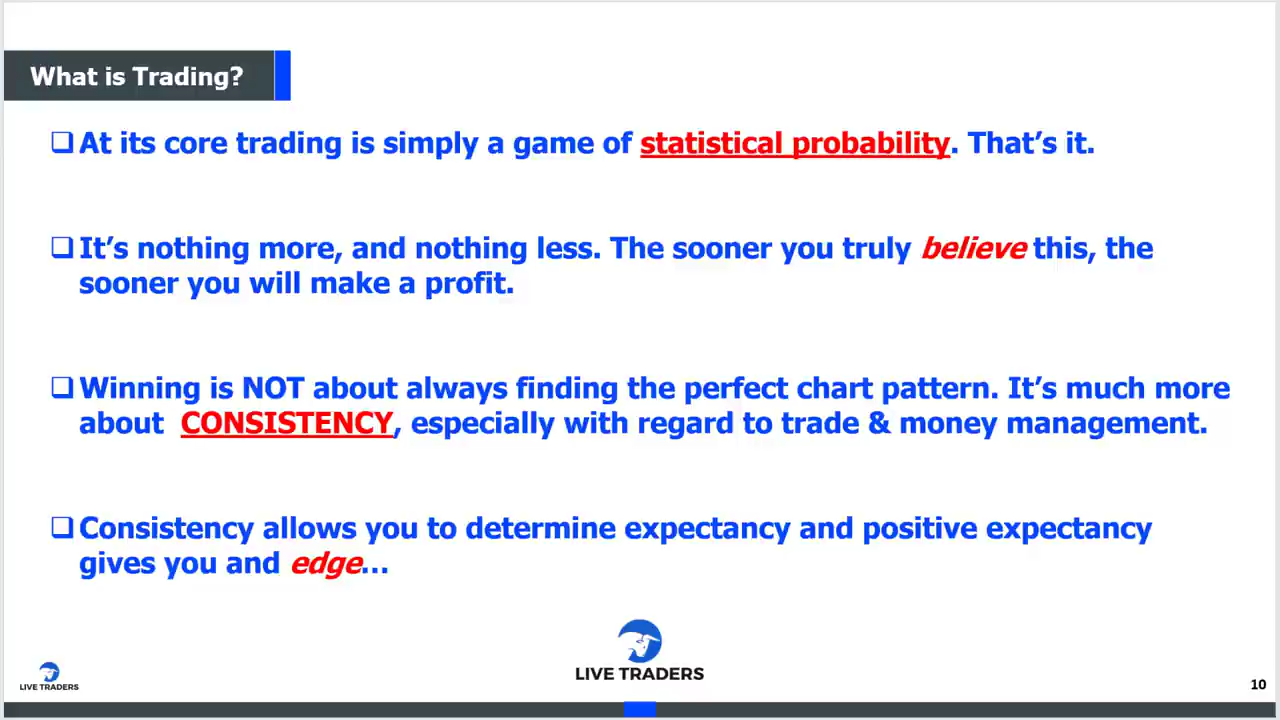 What is Trading?
❑At its core trading is simply a game of statistical probability. That’s it.
❑It’s nothing more, and nothing less. The sooner you truly believe this, the
sooner you will make a profit.
❑Winning is NOT about always finding the perfect chart pattern. It’s much more
about CONSISTENCY, especially with regard to trade & money management.
❑Consistency allows you to determine expectancy and positive expectancy
gives you and edge…
LIVE TRADERS
LIVE TRADERS
10